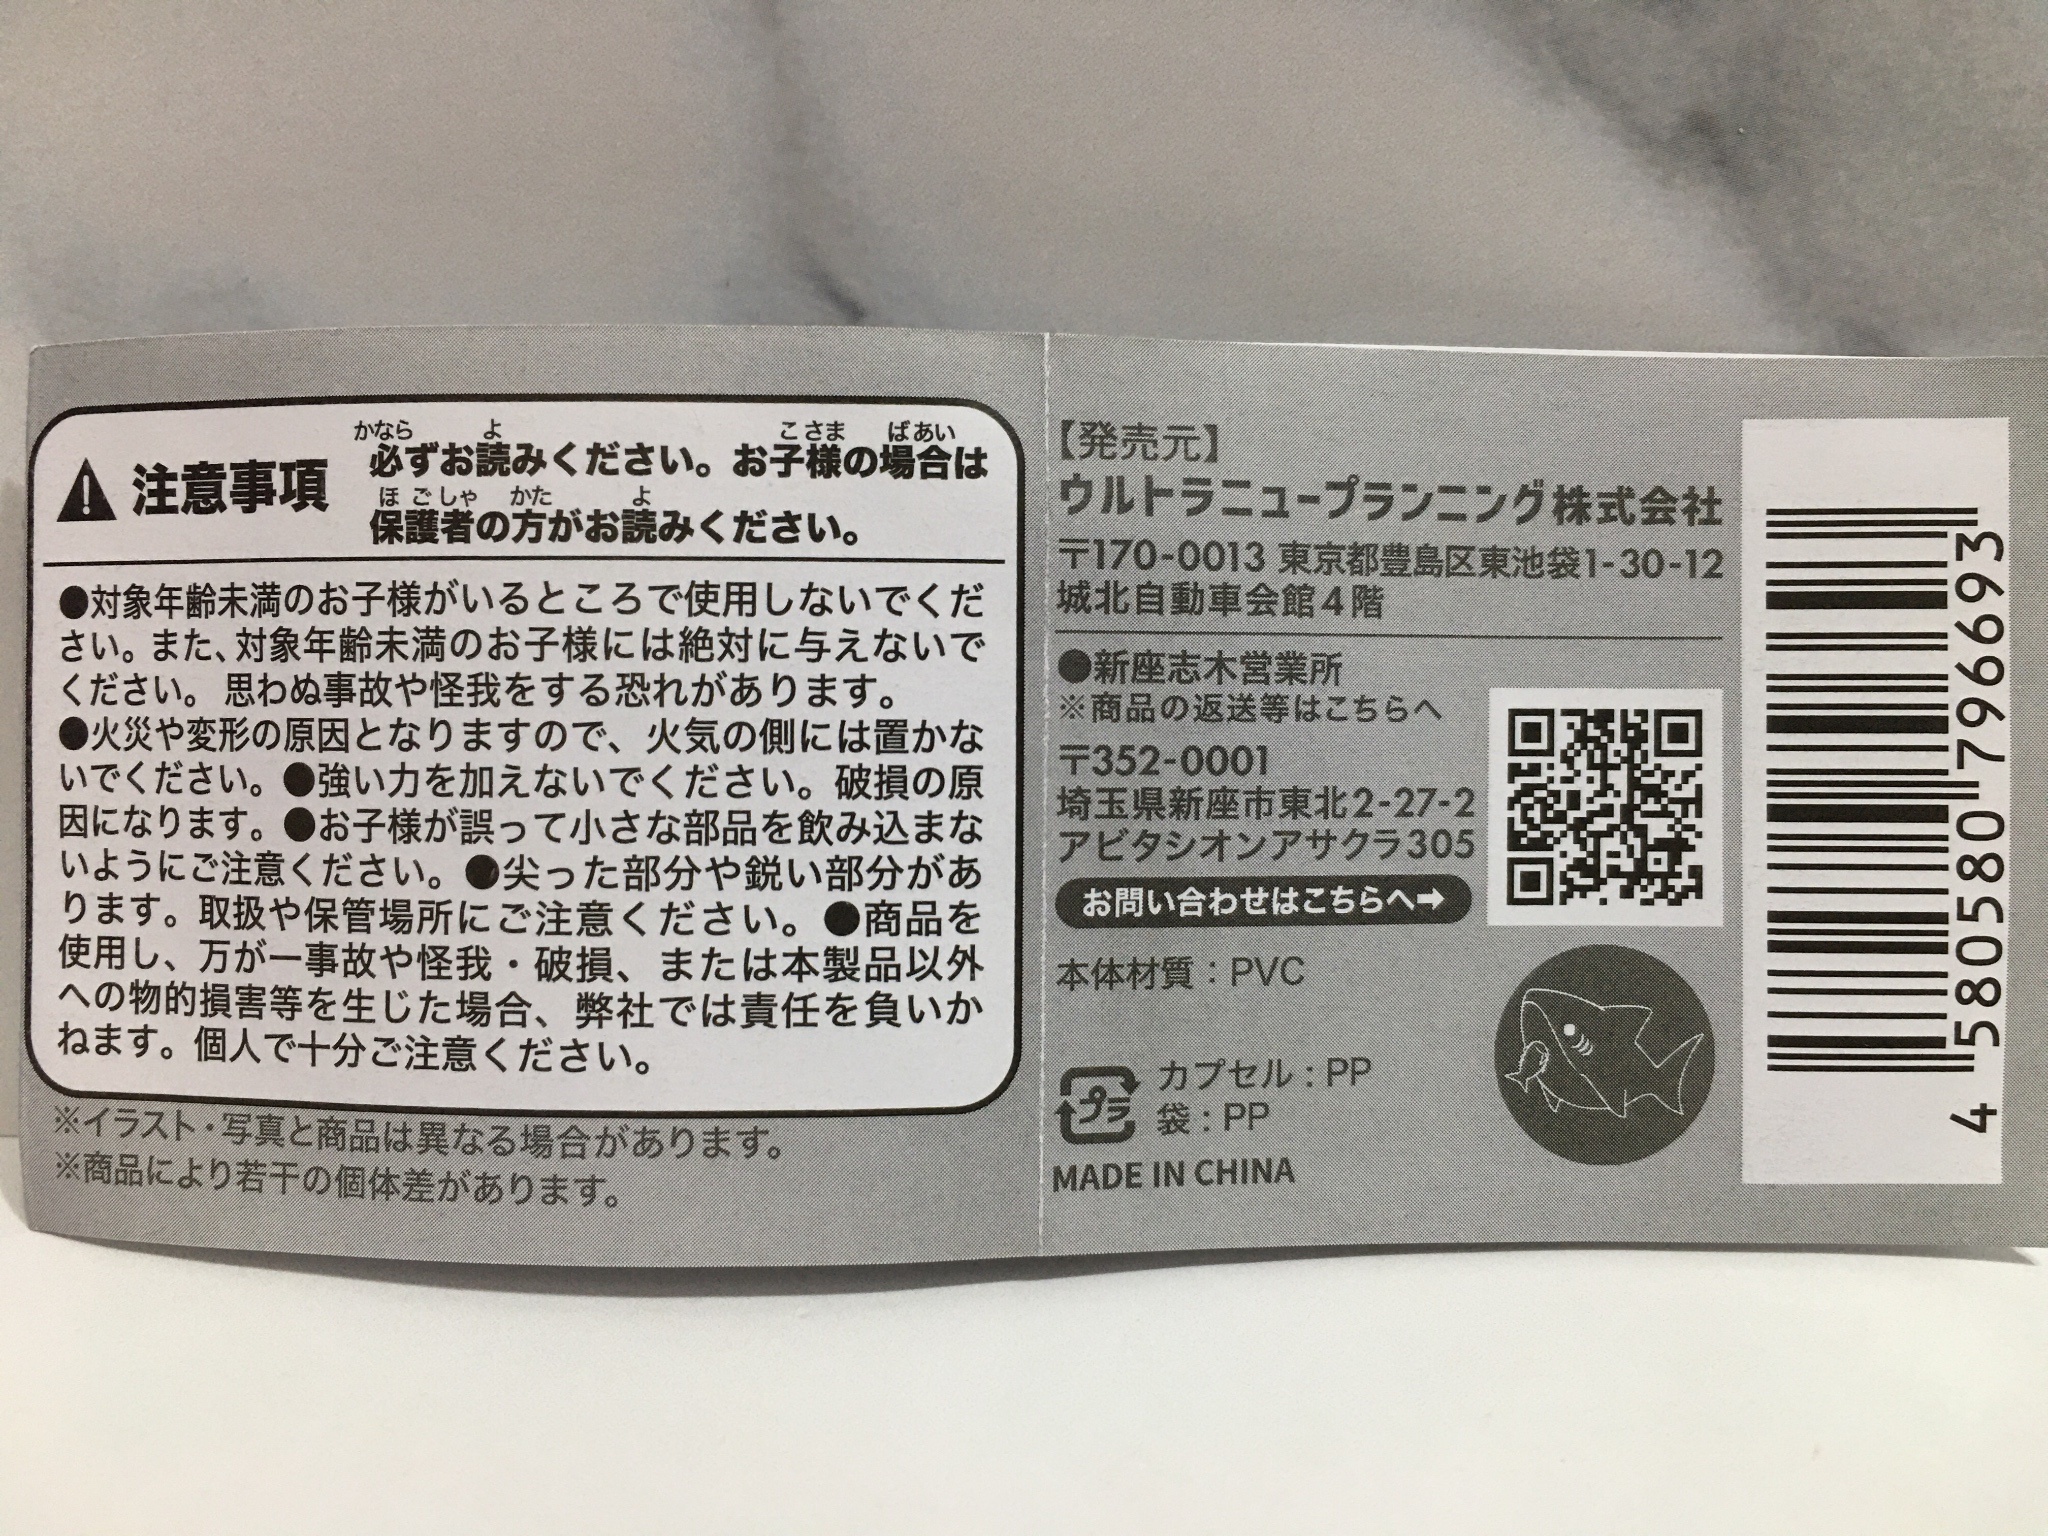 注意事項
必ずお読みください。お子様の場合は
かなら よ こさま ばあい
保護者の方がお読みください。
ほごしゃ かた よ
●対象年齢未満のお子様がいるところで使用しないでくだ
さい。また、対象年齢未満のお子様には絶対に与えないで
ください。思わぬ事故や怪我をする恐れがあります。
●火災や変形の原因となりますので、火気の側には置かな
いでください。●強い力を加えないでください。破損の原
因になります。●お子様が誤って小さな部品を飲み込まな
いようにご注意ください。●尖った部分や鋭い部分があ
ります。取扱や保管場所にご注意ください。●商品を
使用し、万が一事故や怪我・破損、または本製品以外
への物的損害等を生じた場合、弊社では責任を負いか
ねます。個人で十分ご注意ください。
※イラスト・写真と商品は異なる場合があります。
※商品により若干の個体差があります。
【発売元】
ウルトラニュープランニング株式会社
〒170-0013 東京都豊島区東池袋1-30-12
城北自動車会館4階
●新座志木営業所
※商品の返送等はこちらへ
〒352-0001
埼玉県新座市東北2-27-2
アビタシオンアサクラ305
お問い合わせはこちらへ➡
本体材質:PVC
プラ
カプセル:PP
袋:PP
MADE IN CHINA
4 580580 796693